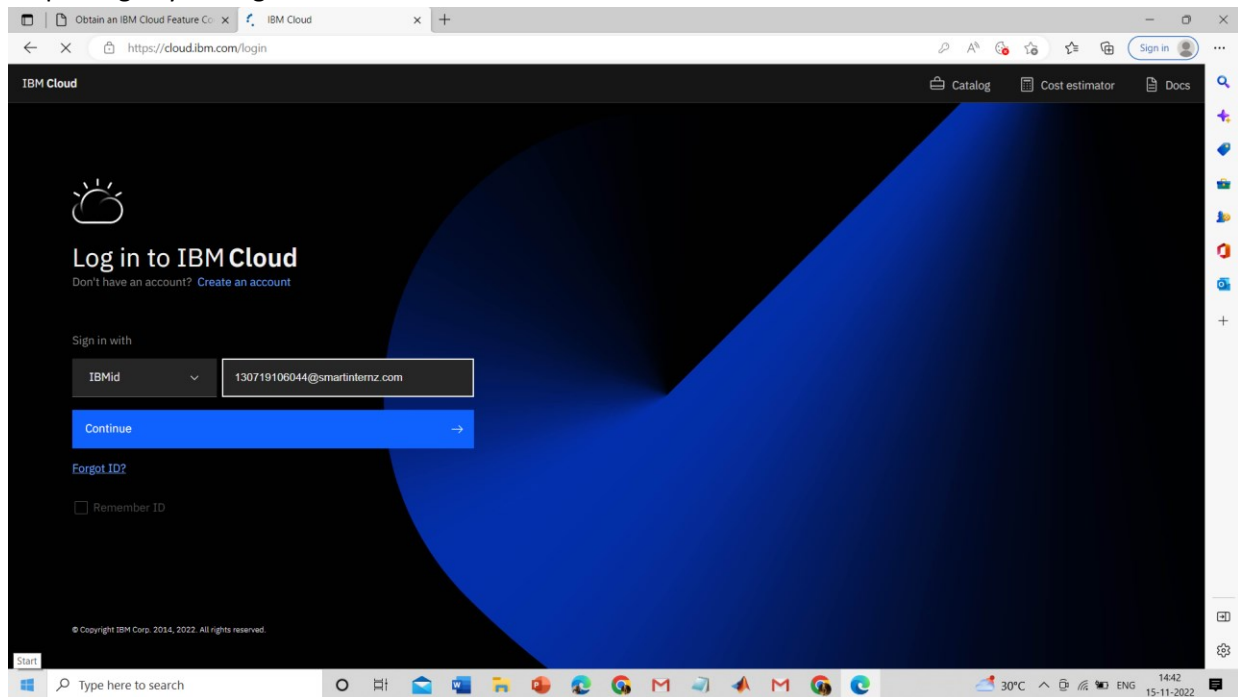 Obtain an IBM Cloud Feature Co
IBM Cloud
https://cloud.ibm.com/login
Sign in
IBM Cloud
Catalog
Cost estimator
Docs
Log in to IBM Cloud
Don't have an account? Create an account
Sign in with
IBMid
130719106044@smartinternz.com
Continue
Forgot ID?
Remember ID
© Copyright IBM Corp. 2014, 2022. All rights reserved.
Start
Type here to search
30°C
ENG
14:42
15-11-2022